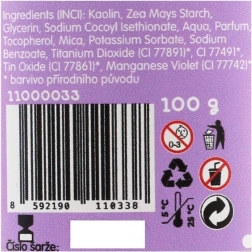 Ingredients (INCI): Kaolin, Zea Mays Starch,
Glycerin, Sodium Cocoyl Isethionate, Aqua, Parfum,
Tocopherol, Mica, Potassium Sorbate, Sodium
Benzoate, Titanium Dioxide (CI 77891)*, (CI 77491)*,
Tin Oxide (CI 77861)*, Manganese Violet (CI 77742)*
* barvivo přírodního původu
11000033
100 g
0-3
5°C
25°C
8 592190 110338
Číslo šarže: